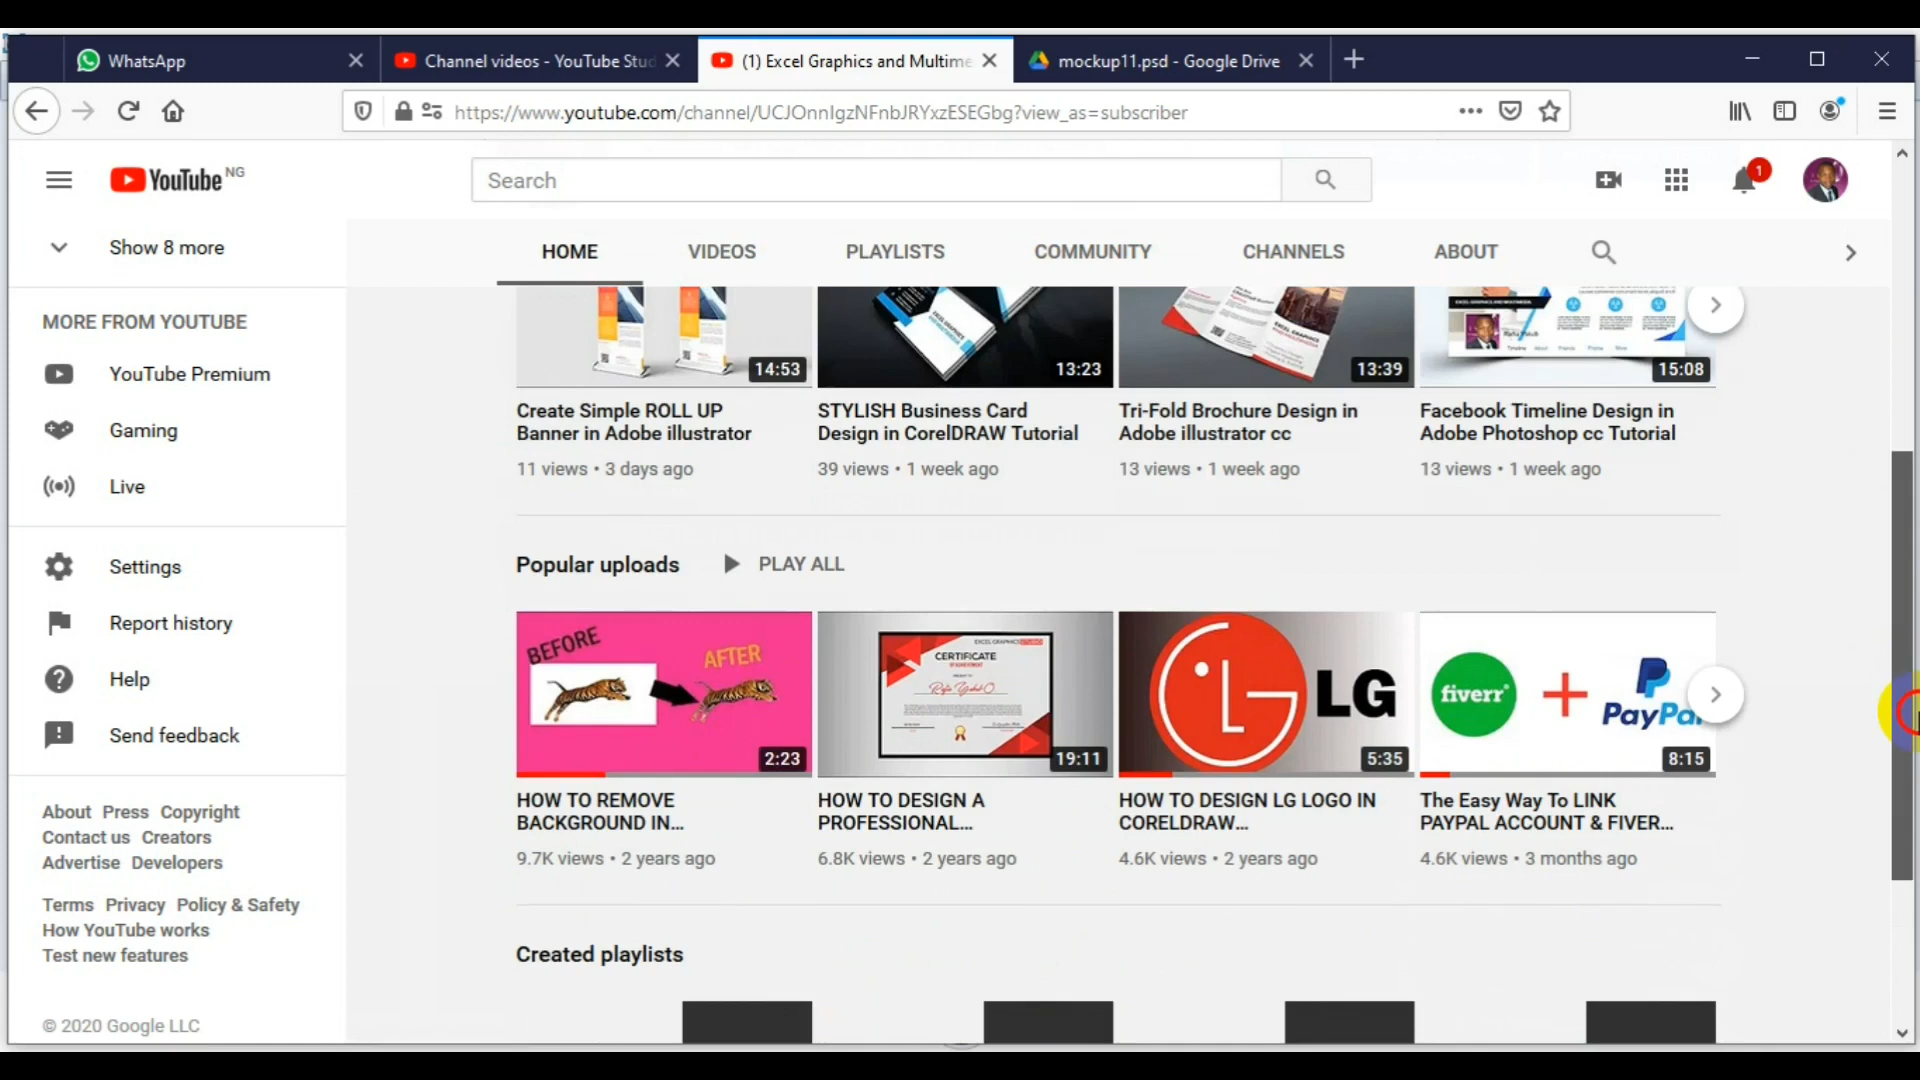 WhatsApp
Channel videos - YouTube Stud
(1) Excel Graphics and Multime
mockup11.psd - Google Drive
https://www.youtube.com/channel/UCJOnnIgzNFnbJRYxzESEGbg?view_as=subscriber
YouTube NG
Search
1
Show 8 more
HOME
VIDEOS
PLAYLISTS
COMMUNITY
CHANNELS
ABOUT
MORE FROM YOUTUBE
YouTube Premium
Gaming
Live
Settings
Report history
Help
Send feedback
About Press Copyright
Contact us Creators
Advertise Developers
Terms Privacy Policy & Safety
How YouTube works
Test new features
© 2020 Google LLC
14:53
13:23
13:39
15:08
Create Simple ROLL UP
Banner in Adobe illustrator
11 views • 3 days ago
STYLISH Business Card
Design in CorelDRAW Tutorial
39 views • 1 week ago
Tri-Fold Brochure Design in
Adobe illustrator cc
13 views • 1 week ago
Facebook Timeline Design in
Adobe Photoshop cc Tutorial
13 views • 1 week ago
Popular uploads
PLAY ALL
BEFORE
AFTER
2:23
EXCEL GRAPHICS
CERTIFICATE
19:11
LG
5:35
fiverr
+
PayPal
8:15
HOW TO REMOVE
BACKGROUND IN...
9.7K views • 2 years ago
HOW TO DESIGN A
PROFESSIONAL...
6.8K views • 2 years ago
HOW TO DESIGN LG LOGO IN
CORELDRAW...
4.6K views • 2 years ago
The Easy Way To LINK
PAYPAL ACCOUNT & FIVER...
4.6K views • 3 months ago
Created playlists